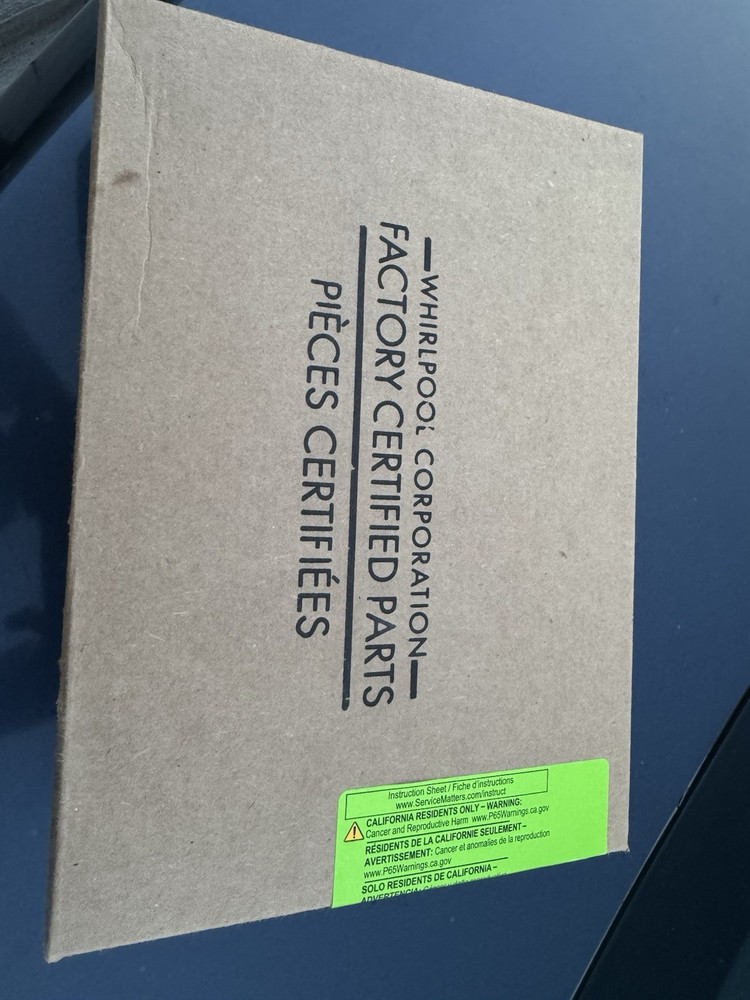 WHIRLPOOL CORPORATION
FACTORY CERTIFIED PARTS
PIÈCES CERTIFIÉES
Instruction Sheet / Fiche d'instructions
www.ServiceMatters.com/instruct
CALIFORNIA RESIDENTS ONLY – WARNING:
Cancer and Reproductive Harm www.P65Warnings.ca.gov
RÉSIDENTS DE LA CALIFORNIE SEULEMENT –
AVERTISSEMENT: Cancer et anomalies de la reproduction
www.P65Warnings.ca.gov
SOLO RESIDENTS DE CALIFORNIA –
ADVERTENCIA: